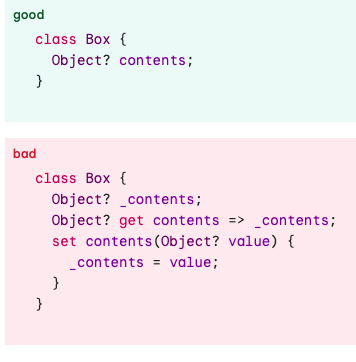 good
class Box {
  Object? contents;
}
bad
class Box {
  Object? _contents;
  Object? get contents => _contents;
  set contents(Object? value) {
    _contents = value;
  }
}